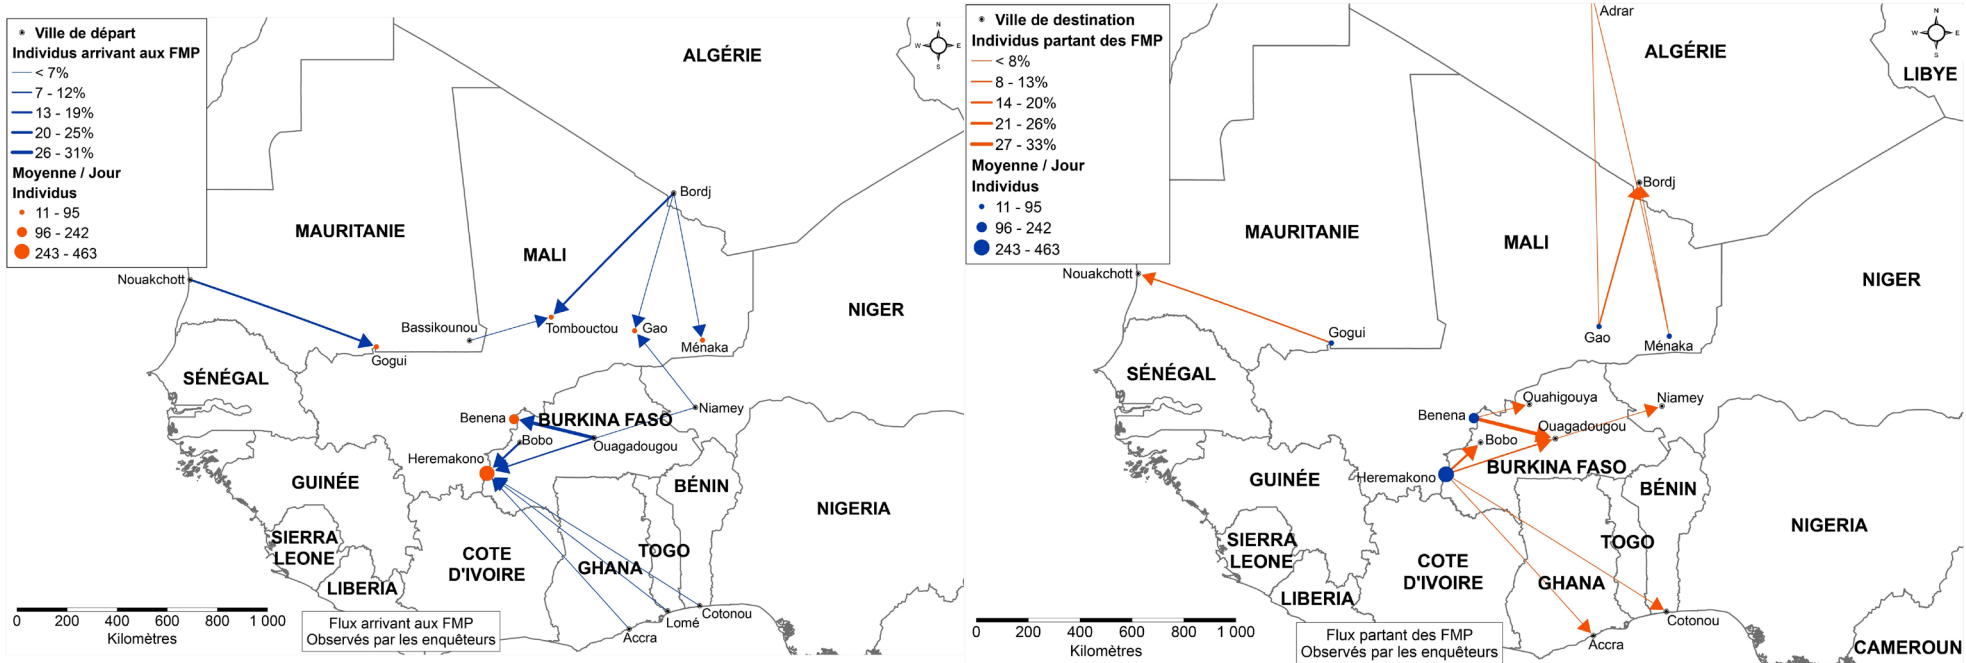 Ville de départ
Individus arrivant aux FMP
< 7%
7 - 12%
13 - 19%
20 - 25%
26 - 31%
Moyenne / Jour
Individus
11 - 95
96 - 242
243 - 463
N
W E
S
ALGÉRIE
Bordj
MAURITANIE
MALI
Nouakchott
Bassikounou
Tombouctou
Gao
Ménaka
NIGER
Gogui
SÉNÉGAL
Niamey
Benena
BURKINA FASO
Bobo
Ouagadougou
Heremakono
GUINÉE
BÉNIN
NIGERIA
SIERRA
LEONE
COTE
D'IVOIRE
TOGO
GHANA
LIBERIA
Cotonou
Lomé
Accra
0 200 400 600 800 1 000
Kilomètres
Flux arrivant aux FMP
Observés par les enquêteurs
Ville de destination
Individus partant des FMP
< 8%
8 - 13%
14 - 20%
21 - 26%
27 - 33%
Moyenne / Jour
Individus
11 - 95
96 - 242
243 - 463
Adrar
N
W E
S
ALGÉRIE
LIBYE
Bordj
MAURITANIE
MALI
Nouakchott
NIGER
Gogui
Gao
Ménaka
SÉNÉGAL
Ouahigouya
Niamey
Benena
Ouagadougou
Bobo
BURKINA FASO
Heremakono
GUINÉE
BÉNIN
NIGERIA
SIERRA
LEONE
TOGO
COTE
D'IVOIRE
GHANA
LIBERIA
Cotonou
Accra
CAMEROUN
0 200 400 600 800 1 000
Kilomètres
Flux partant des FMP
Observés par les enquêteurs